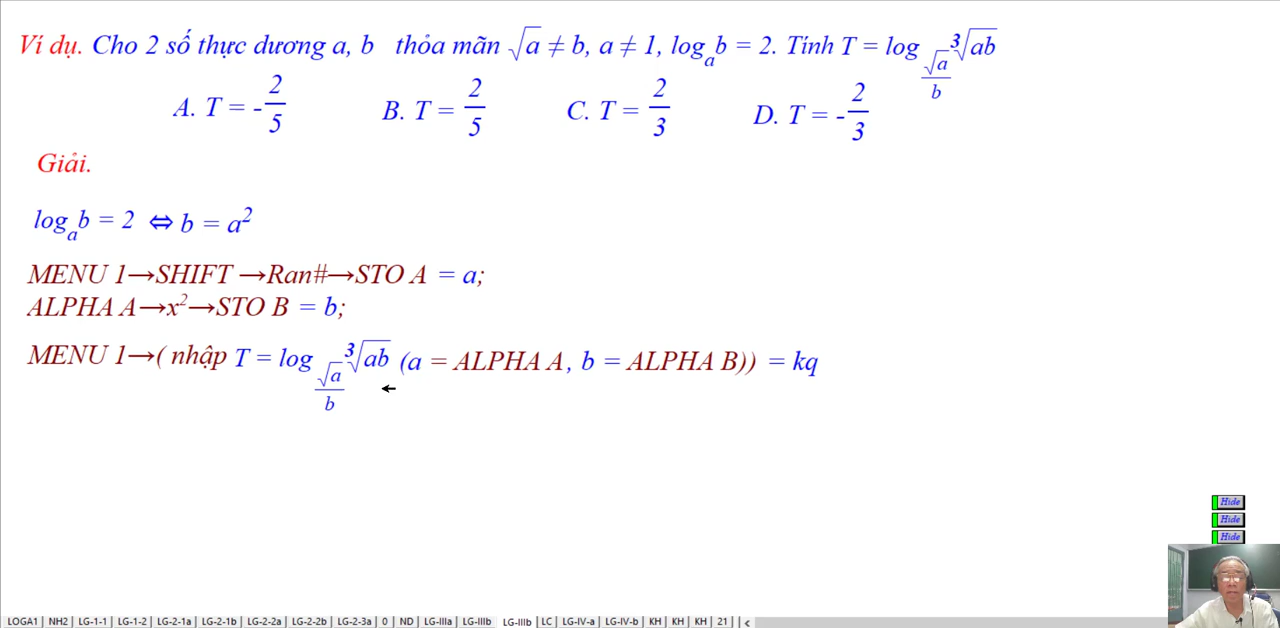 Ví dụ. Cho 2 số thực dương a, b thỏa mãn √a ≠ b, a ≠ 1, logₐb = 2. Tính T = log_(√a/b) ∛(ab)
A. T = -2/5 B. T = 2/5 C. T = 2/3 D. T = -2/3
Giải.
logₐb = 2 ⇔ b = a²
MENU 1→SHIFT →Ran#→STO A = a;
ALPHA A→x²→STO B = b;
MENU 1→( nhập T = log_(√a/b) ∛(ab) (a = ALPHA A, b = ALPHA B)) = kq
Hide
Hide
Hide
LOGA1 | NH2 | LG-1-1 | LG-1-2 | LG-2-1a | LG-2-1b | LG-2-2a | LG-2-2b | LG-2-3a | 0 | ND | LG-IIIa | LG-IIIb | LG-IIIb | LC | LG-IV-a | LG-IV-b | KH | KH | KH | 21 |